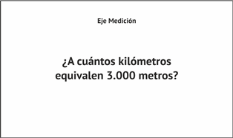 Eje Medición
¿A cuántos kilómetros
equivalen 3.000 metros?